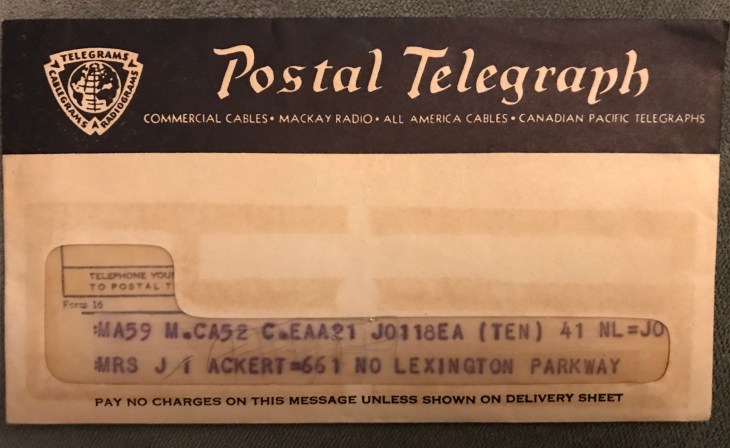 TELEGRAMS
CABLEGRAMS RADIOGRAMS
Postal Telegraph
COMMERCIAL CABLES • MACKAY RADIO • ALL AMERICA CABLES • CANADIAN PACIFIC TELEGRAPHS
TELEPHONE YOUR
TO POSTAL T
Form 16
:MA59 M.CA52 C.EAA21 J0118EA (TEN) 41 NL=JO
:MRS J I ACKERT=661 NO LEXINGTON PARKWAY
PAY NO CHARGES ON THIS MESSAGE UNLESS SHOWN ON DELIVERY SHEET